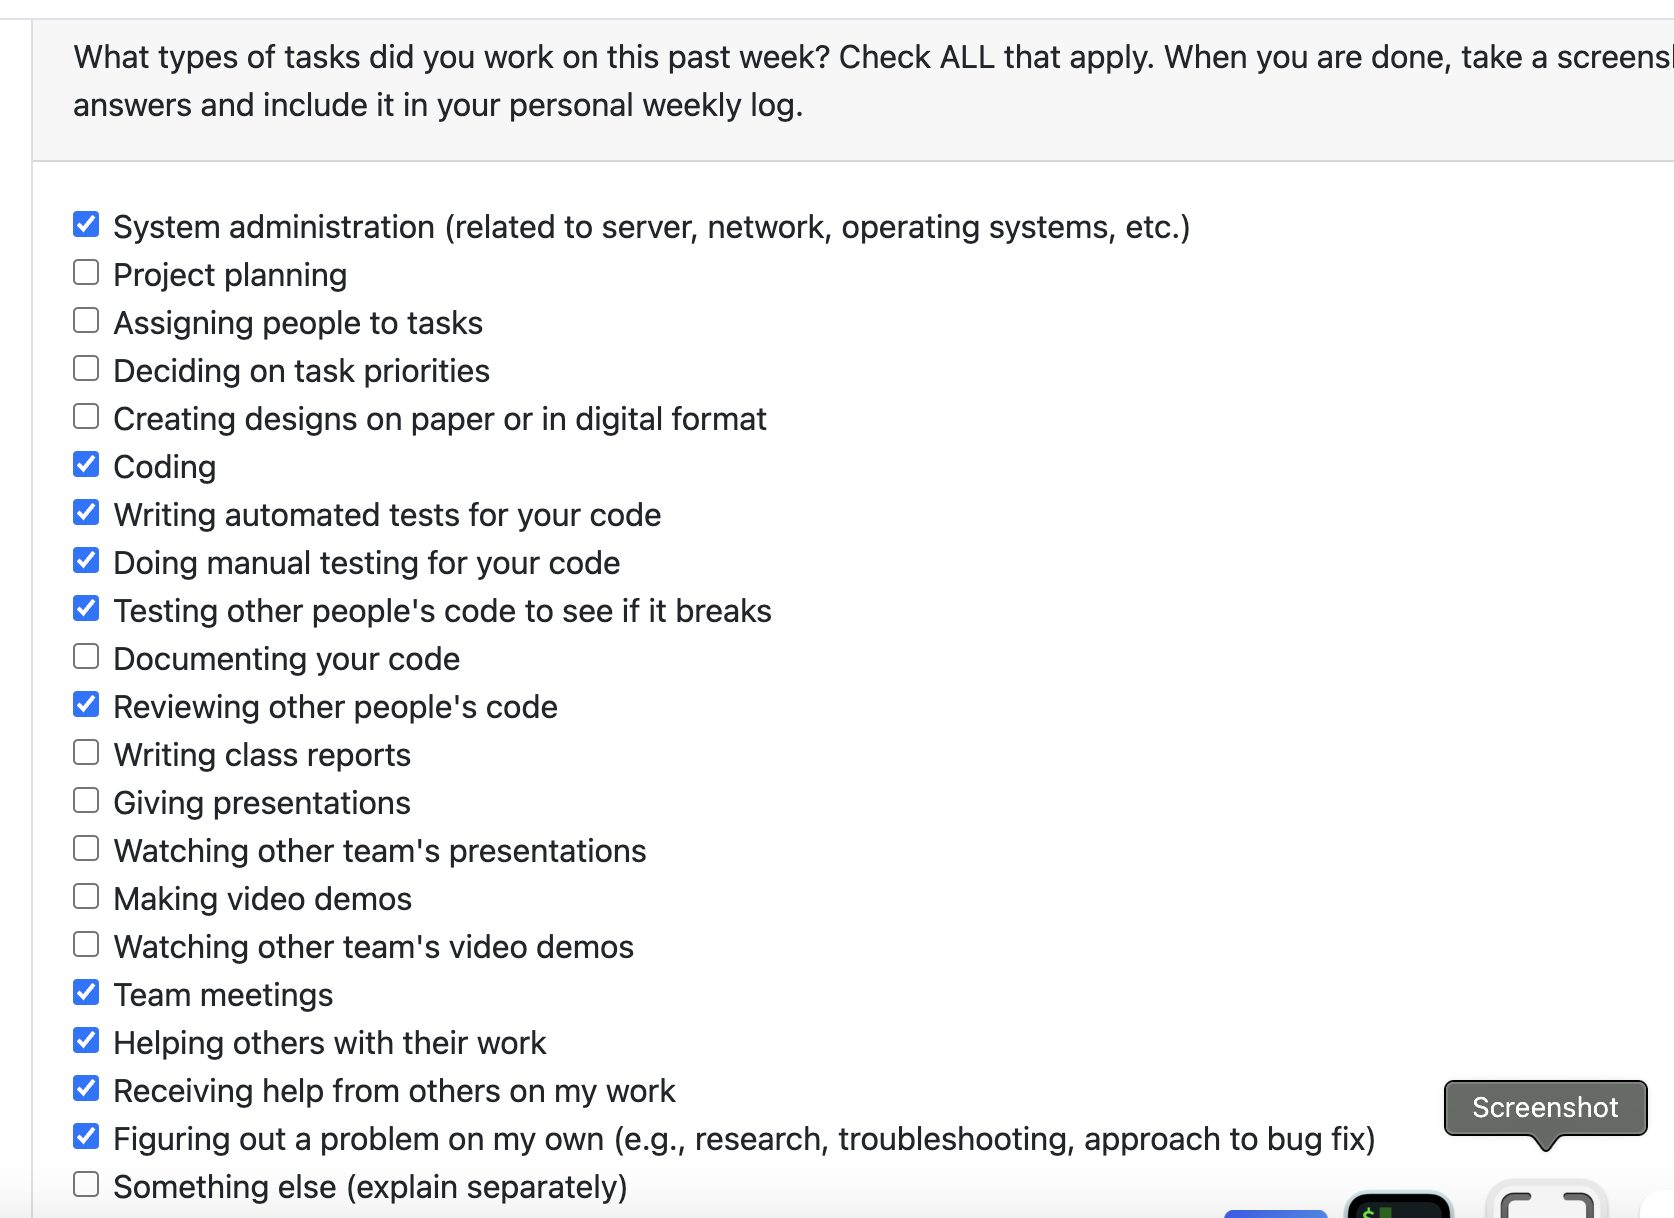 What types of tasks did you work on this past week? Check ALL that apply. When you are done, take a
answers and include it in your personal weekly log.
System administration (related to server, network, operating systems, etc.)
Project planning
Assigning people to tasks
Deciding on task priorities
Creating designs on paper or in digital format
Coding
Writing automated tests for your code
Doing manual testing for your code
Testing other people's code to see if it breaks
Documenting your code
Reviewing other people's code
Writing class reports
Giving presentations
Watching other team's presentations
Making video demos
Watching other team's video demos
Team meetings
Helping others with their work
Receiving help from others on my work
Figuring out a problem on my own (e.g., research, troubleshooting, approach to bug fix)
Screenshot
Something else (explain separately)
$